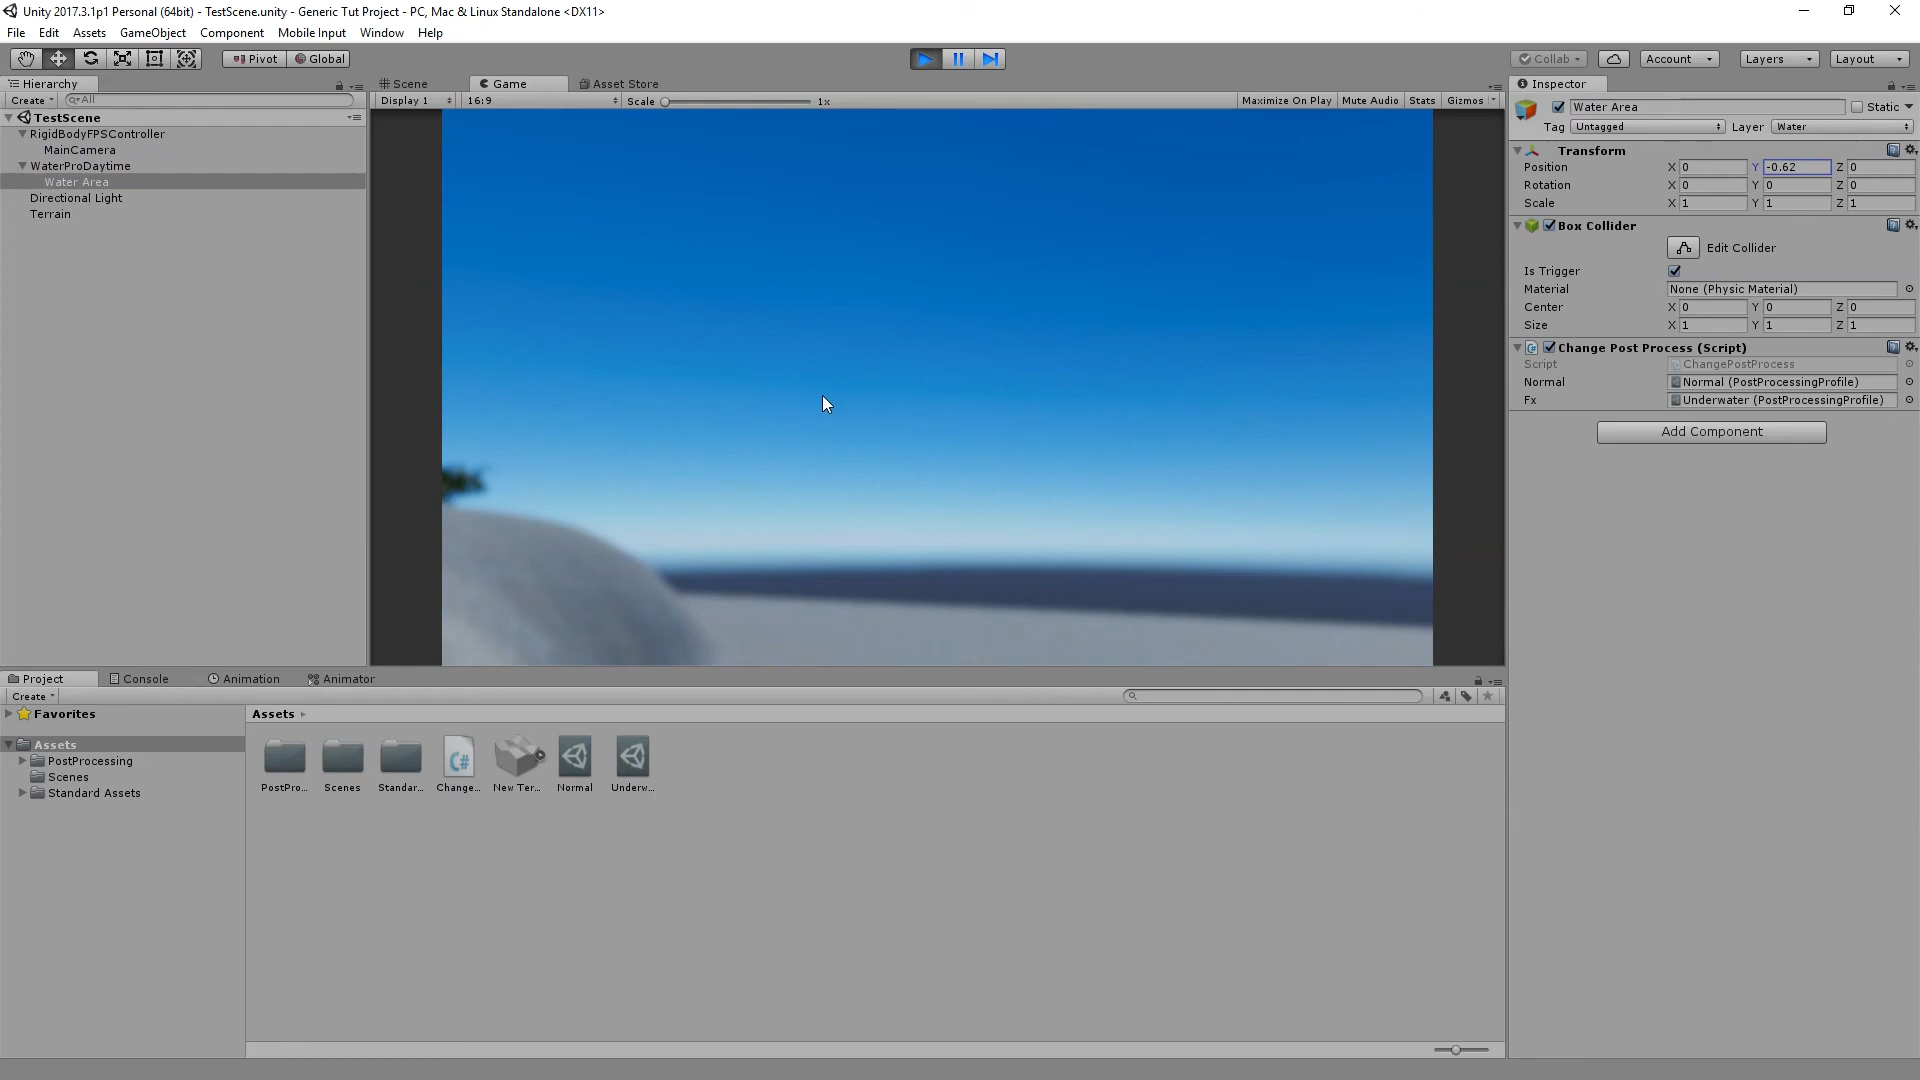 Unity 2017.3.1p1 Personal (64bit) - TestScene.unity - Generic Tut Project - PC, Mac & Linux Standalone <DX11>
File Edit Assets GameObject Component Mobile Input Window Help
Pivot Global Collab Account Layers Layout
Hierarchy Scene Game Asset Store Inspector
Create All Display 1 16:9 Scale 1x Maximize On Play Mute Audio Stats Gizmos
Water Area Static
TestScene
Tag Untagged Layer Water
RigidBodyFPSController
MainCamera
WaterProDaytime
Water Area
Directional Light
Terrain
Transform
Position X 0 Y -0.62 Z 0
Rotation X 0 Y 0 Z 0
Scale X 1 Y 1 Z 1
Box Collider
Edit Collider
Is Trigger
Material None (Physic Material)
Center X 0 Y 0 Z 0
Size X 1 Y 1 Z 1
Change Post Process (Script)
Script ChangePostProcess
Normal Normal (PostProcessingProfile)
Fx Underwater (PostProcessingProfile)
Add Component
Project Console Animation Animator
Create
Favorites
Assets
PostProcessing
Scenes
Standard Assets
Assets
PostPro... Scenes Standar... Change... New Ter... Normal Underw...
C#